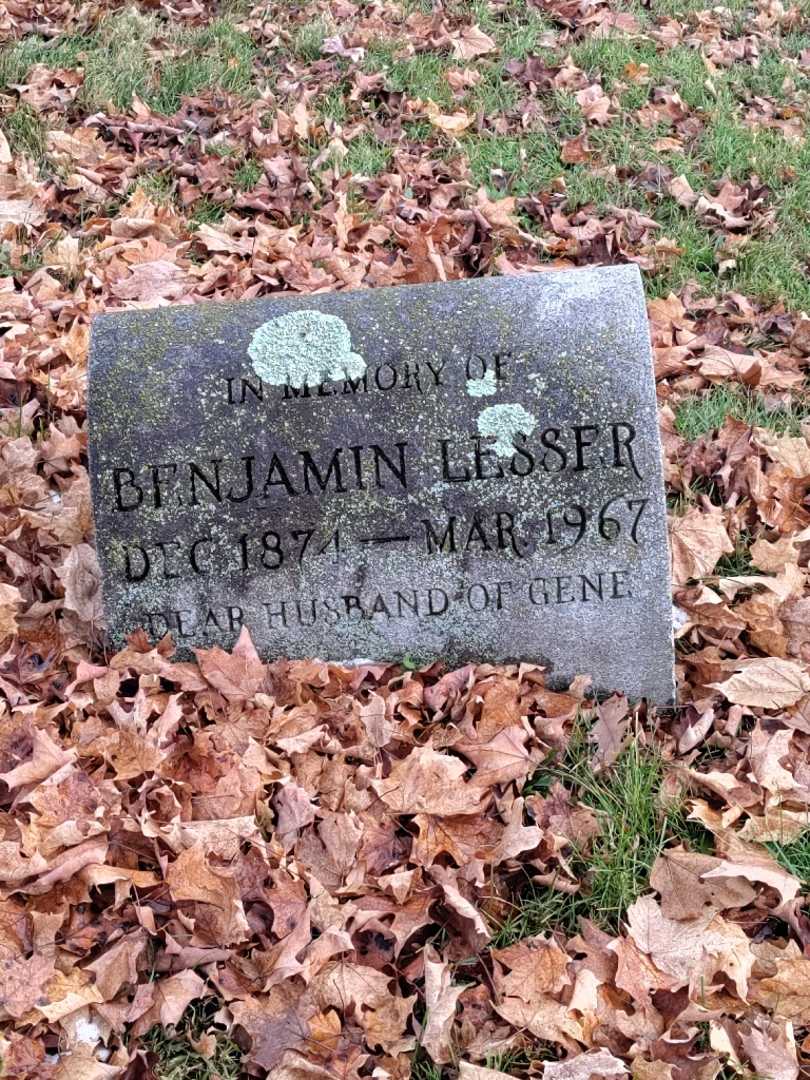 IN MEMORY OF
BENJAMIN LESSER
DEC. 1874 — MAR. 1967
DEAR HUSBAND OF GENE